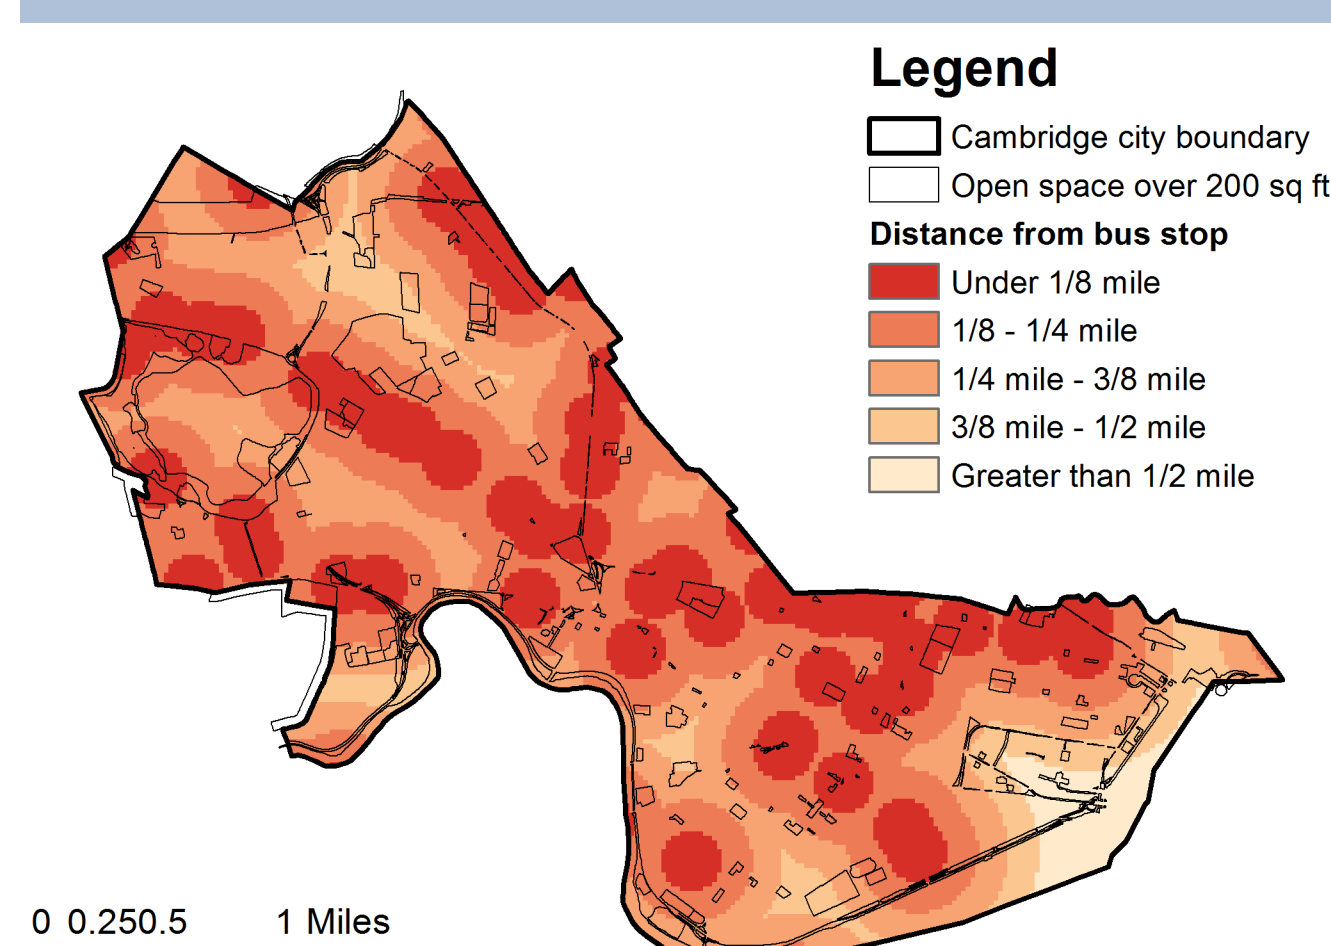 Legend
Cambridge city boundary
Open space over 200 sq ft
Distance from bus stop
Under 1/8 mile
1/8 - 1/4 mile
1/4 mile - 3/8 mile
3/8 mile - 1/2 mile
Greater than 1/2 mile
0 0.250.5 1 Miles